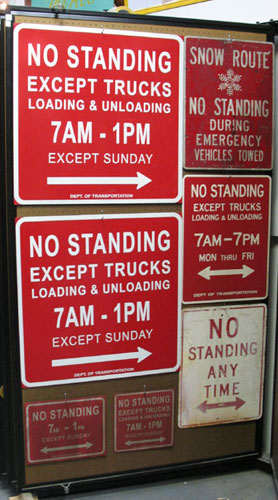 NO STANDING
EXCEPT TRUCKS
LOADING & UNLOADING
7AM - 1PM
EXCEPT SUNDAY
DEPT. OF TRANSPORTATION
SNOW ROUTE
NO STANDING
DURING
EMERGENCY
VEHICLES TOWED
NO STANDING
EXCEPT TRUCKS
LOADING & UNLOADING
7AM-7PM
MON THRU FRI
DEPT OF TRANSPORTATION
NO STANDING
EXCEPT TRUCKS
LOADING & UNLOADING
7AM - 1PM
EXCEPT SUNDAY
DEPT. OF TRANSPORTATION
NO
STANDING
ANY
TIME
NO STANDING
7AM - 1PM
EXCEPT SUNDAY
NO STANDING
EXCEPT TRUCKS
LOADING & UNLOADING
7AM-1PM